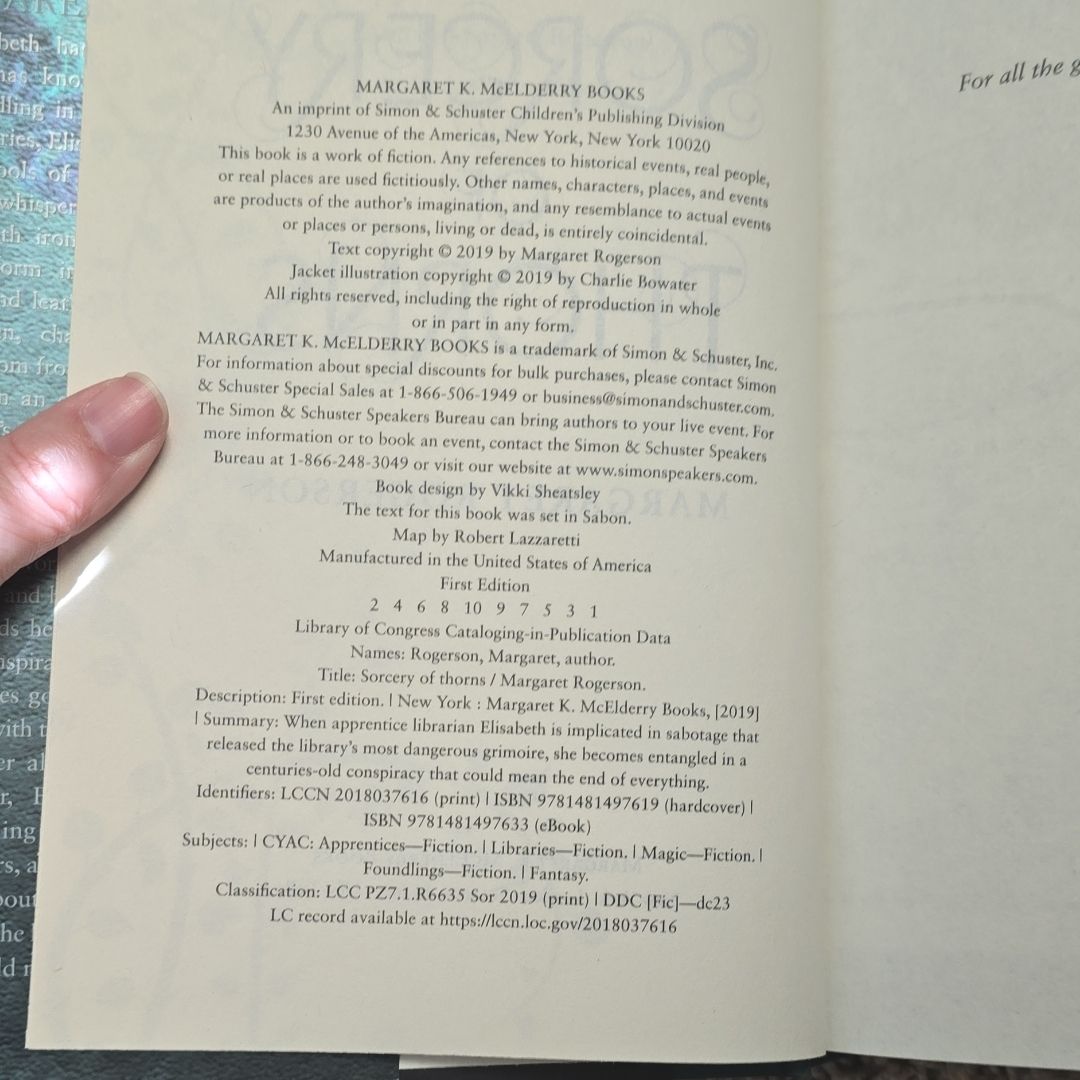 MARGARET K. McELDERRY BOOKS
An imprint of Simon & Schuster Children's Publishing Division
1230 Avenue of the Americas, New York, New York 10020
This book is a work of fiction. Any references to historical events, real people,
or real places are used fictitiously. Other names, characters, places, and events
are products of the author's imagination, and any resemblance to actual events
or places or persons, living or dead, is entirely coincidental.
Text copyright © 2019 by Margaret Rogerson
Jacket illustration copyright © 2019 by Charlie Bowater
All rights reserved, including the right of reproduction in whole
or in part in any form.
MARGARET K. McELDERRY BOOKS is a trademark of Simon & Schuster, Inc.
For information about special discounts for bulk purchases, please contact Simon
& Schuster Special Sales at 1-866-506-1949 or business@simonandschuster.com.
The Simon & Schuster Speakers Bureau can bring authors to your live event. For
more information or to book an event, contact the Simon & Schuster Speakers
Bureau at 1-866-248-3049 or visit our website at www.simonspeakers.com.
Book design by Vikki Sheatsley
The text for this book was set in Sabon.
Map by Robert Lazzaretti
Manufactured in the United States of America
First Edition
2 4 6 8 10 9 7 5 3 1
Library of Congress Cataloging-in-Publication Data
Names: Rogerson, Margaret, author.
Title: Sorcery of thorns / Margaret Rogerson.
Description: First edition. | New York : Margaret K. McElderry Books, [2019]
| Summary: When apprentice librarian Elisabeth is implicated in sabotage that
released the library's most dangerous grimoire, she becomes entangled in a
centuries-old conspiracy that could mean the end of everything.
Identifiers: LCCN 2018037616 (print) | ISBN 9781481497619 (hardcover) |
ISBN 9781481497633 (eBook)
Subjects: | CYAC: Apprentices—Fiction. | Libraries—Fiction. | Magic—Fiction. |
Foundlings—Fiction. | Fantasy.
Classification: LCC PZ7.1.R6635 Sor 2019 (print) | DDC [Fic]—dc23
LC record available at https://lccn.loc.gov/2018037616
For all the